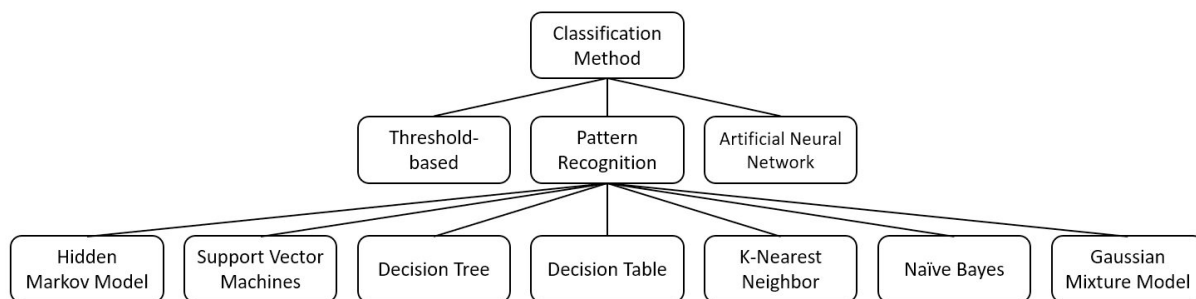 Classification
Method
Threshold-
based
Pattern
Recognition
Artificial Neural
Network
Hidden
Markov Model
Support Vector
Machines
Decision Tree
Decision Table
K-Nearest
Neighbor
Naïve Bayes
Gaussian
Mixture Model